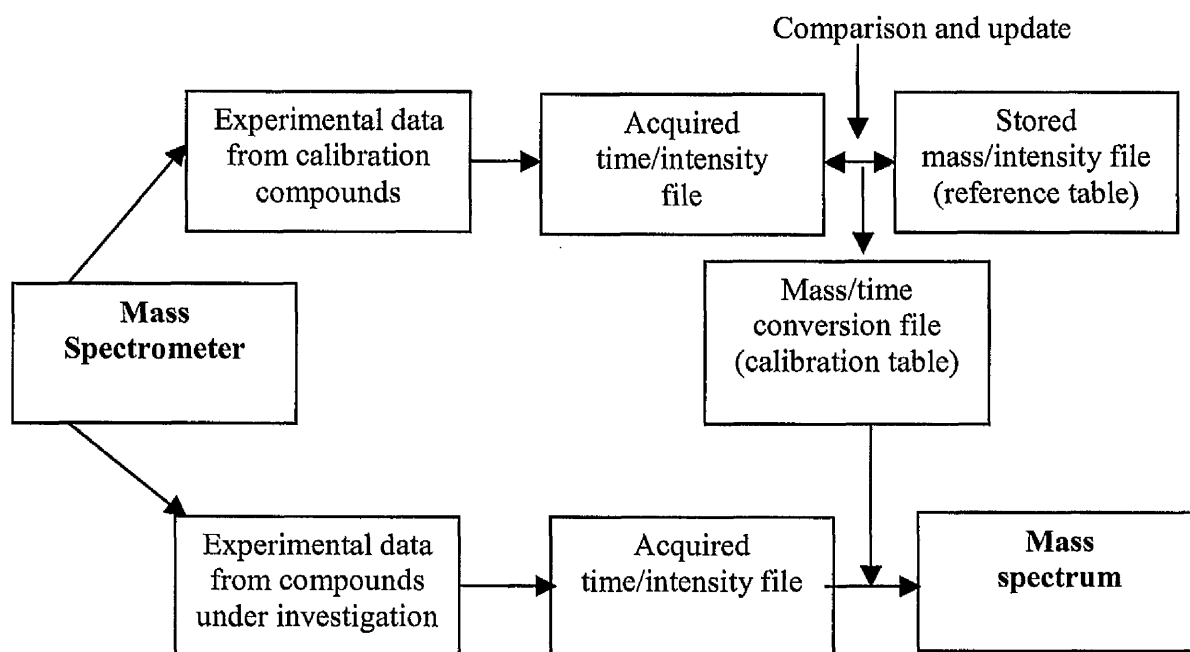 Comparison and update
Experimental data
from calibration
compounds
Acquired
time/intensity
file
Stored
mass/intensity file
(reference table)
Mass
Spectrometer
Mass/time
conversion file
(calibration table)
Experimental data
from compounds
under investigation
Acquired
time/intensity file
Mass
spectrum